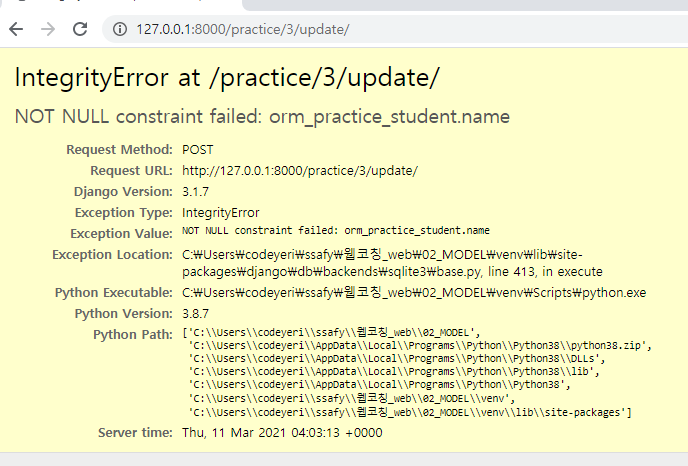 127.0.0.1:8000/practice/3/update/
IntegrityError at /practice/3/update/
NOT NULL constraint failed: orm_practice_student.name
Request Method: POST
Request URL: http://127.0.0.1:8000/practice/3/update/
Django Version: 3.1.7
Exception Type: IntegrityError
Exception Value: NOT NULL constraint failed: orm_practice_student.name
Exception Location: C:₩Users₩codeyeri₩ssafy₩웹코칭_web₩02_MODEL₩venv₩lib₩site-
packages₩django₩db₩backends₩sqlite3₩base.py, line 413, in execute
Python Executable: C:₩Users₩codeyeri₩ssafy₩웹코칭_web₩02_MODEL₩venv₩Scripts₩python.exe
Python Version: 3.8.7
Python Path: ['C:\\Users\\codeyeri\\ssafy\\웹코칭_web\\02_MODEL',
'C:\\Users\\codeyeri\\AppData\\Local\\Programs\\Python\\Python38\\python38.zip',
'C:\\Users\\codeyeri\\AppData\\Local\\Programs\\Python\\Python38\\DLLs',
'C:\\Users\\codeyeri\\AppData\\Local\\Programs\\Python\\Python38\\lib',
'C:\\Users\\codeyeri\\AppData\\Local\\Programs\\Python\\Python38',
'C:\\Users\\codeyeri\\ssafy\\웹코칭_web\\02_MODEL\\venv',
'C:\\Users\\codeyeri\\ssafy\\웹코칭_web\\02_MODEL\\venv\\lib\\site-packages']
Server time: Thu, 11 Mar 2021 04:03:13 +0000